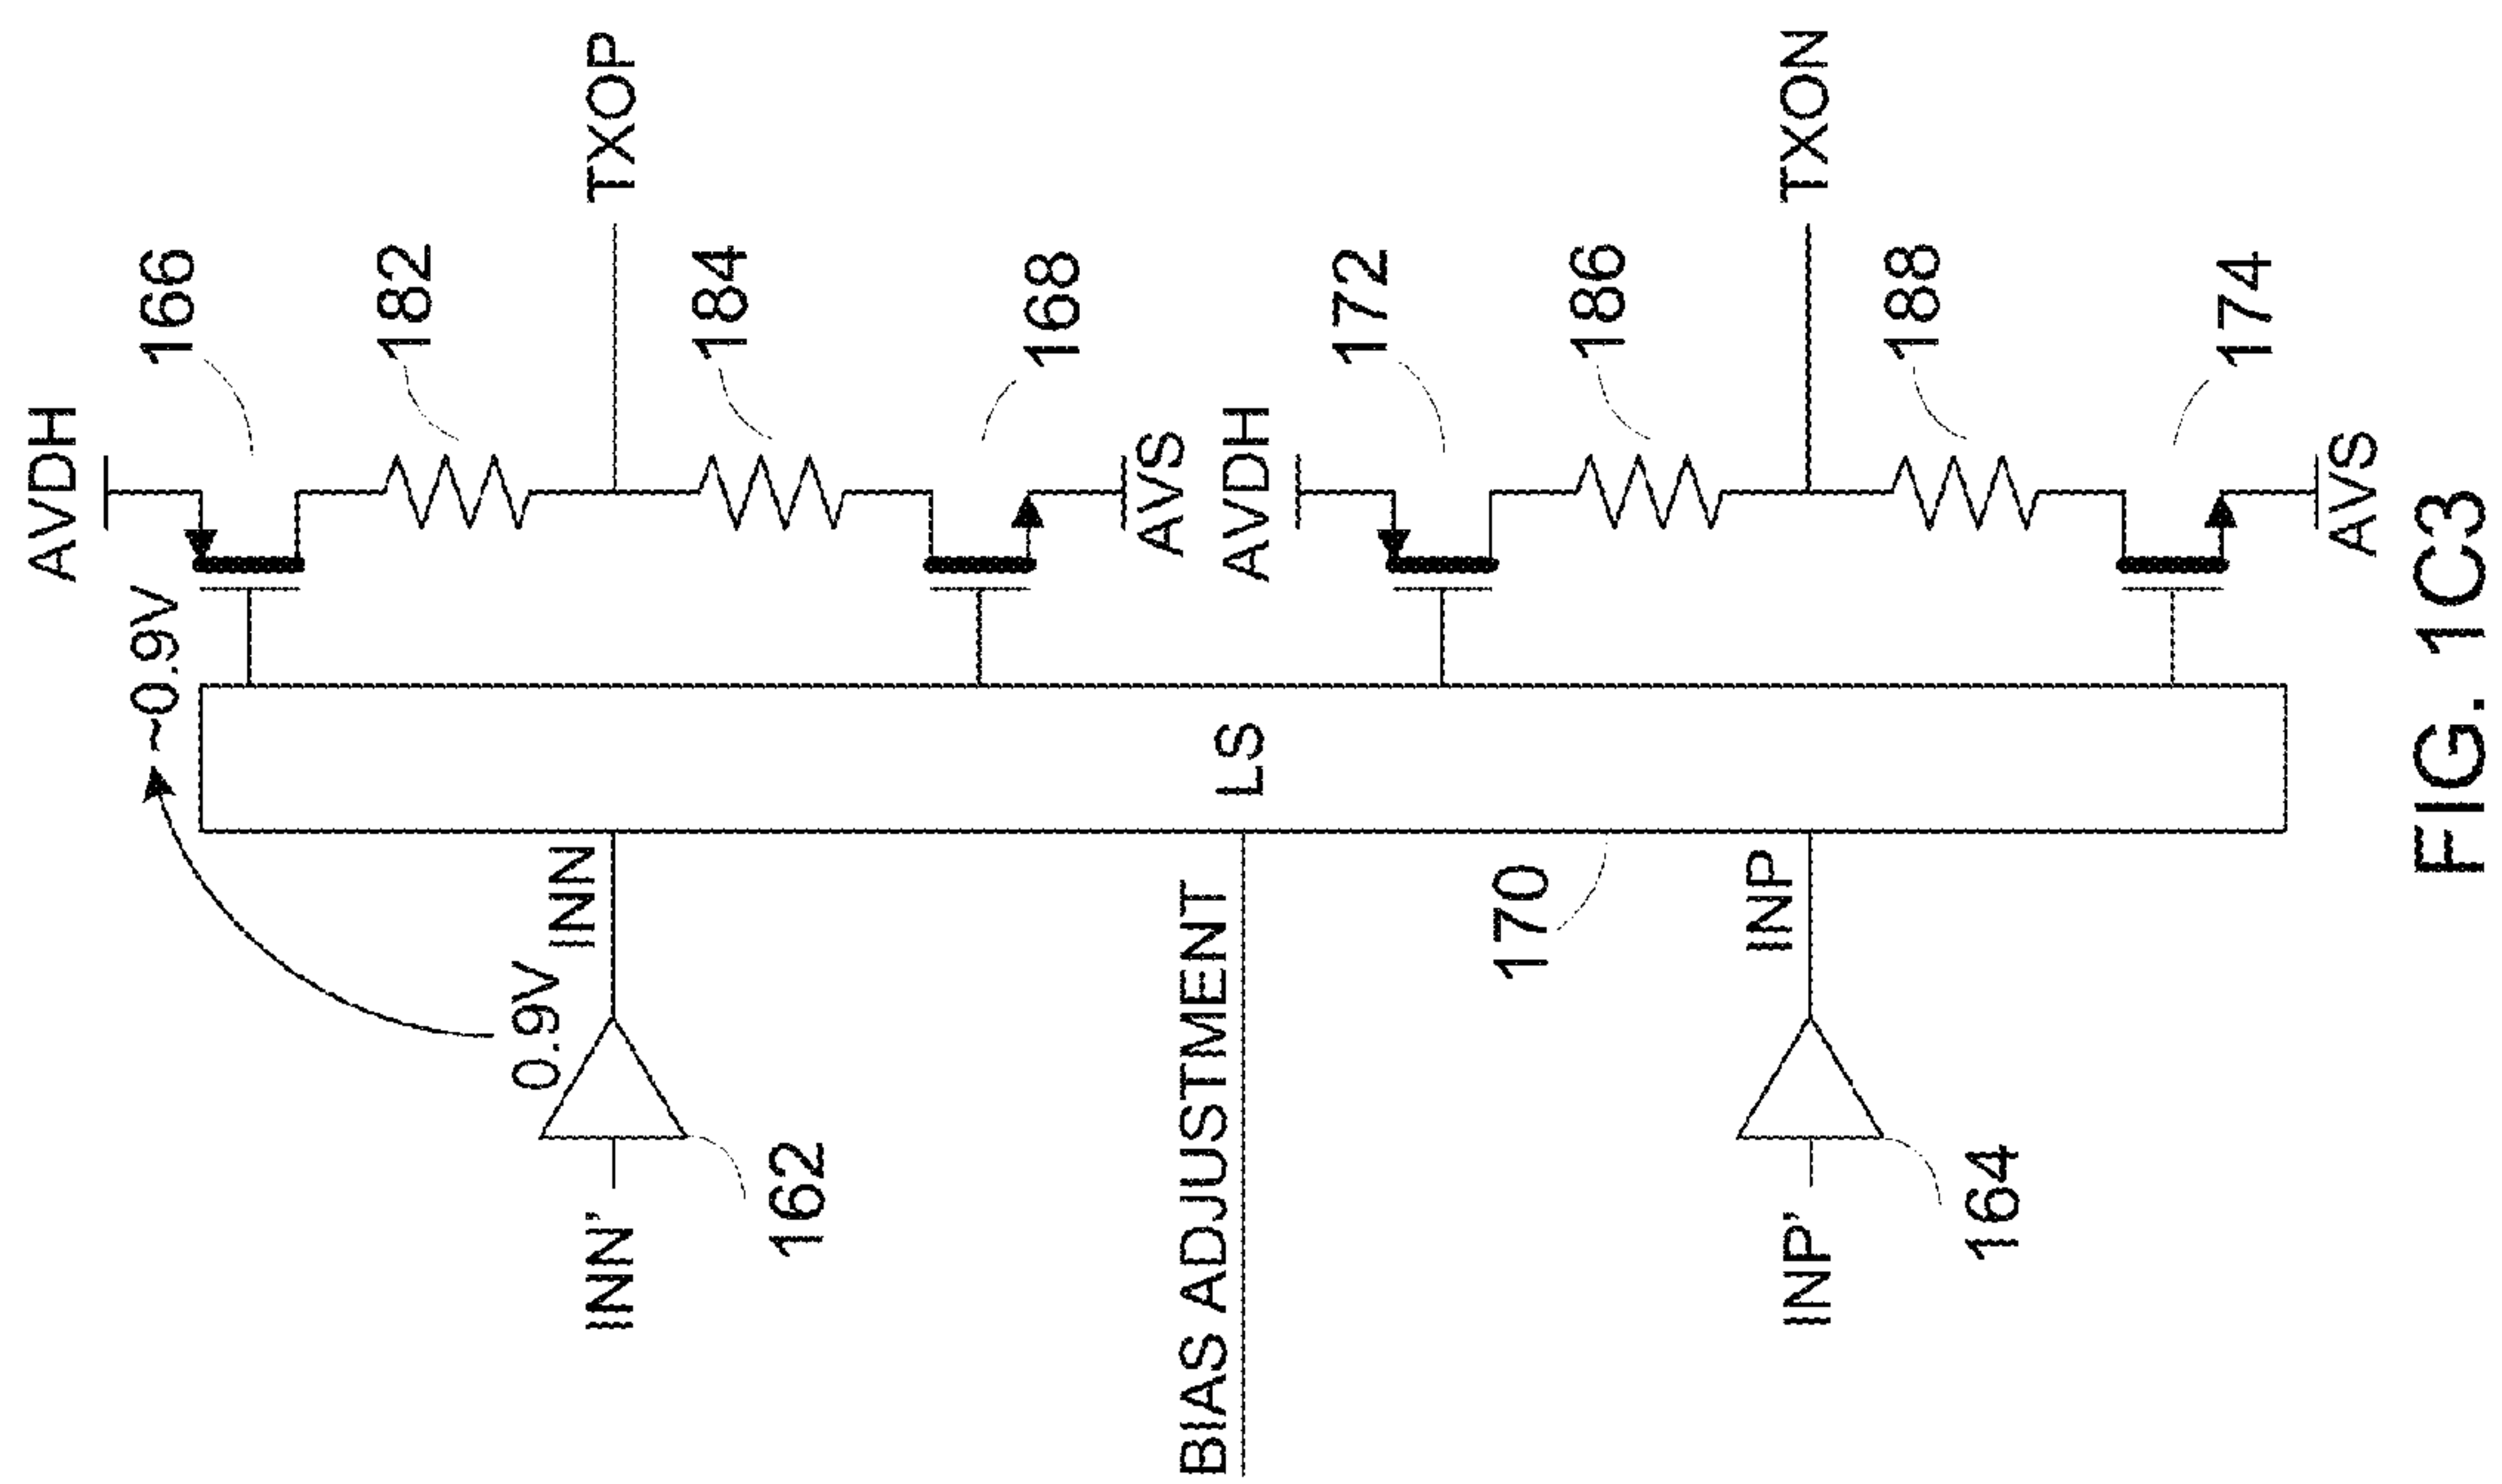 AVDH
166
~0.9V
182
TXOP
INN'
0.9V
INN
162
184
168
AVS
BIAS ADJUSTMENT
LS
AVDH
172
170
186
INP'
INP
TXON
164
188
174
AVS
FIG. 1C3